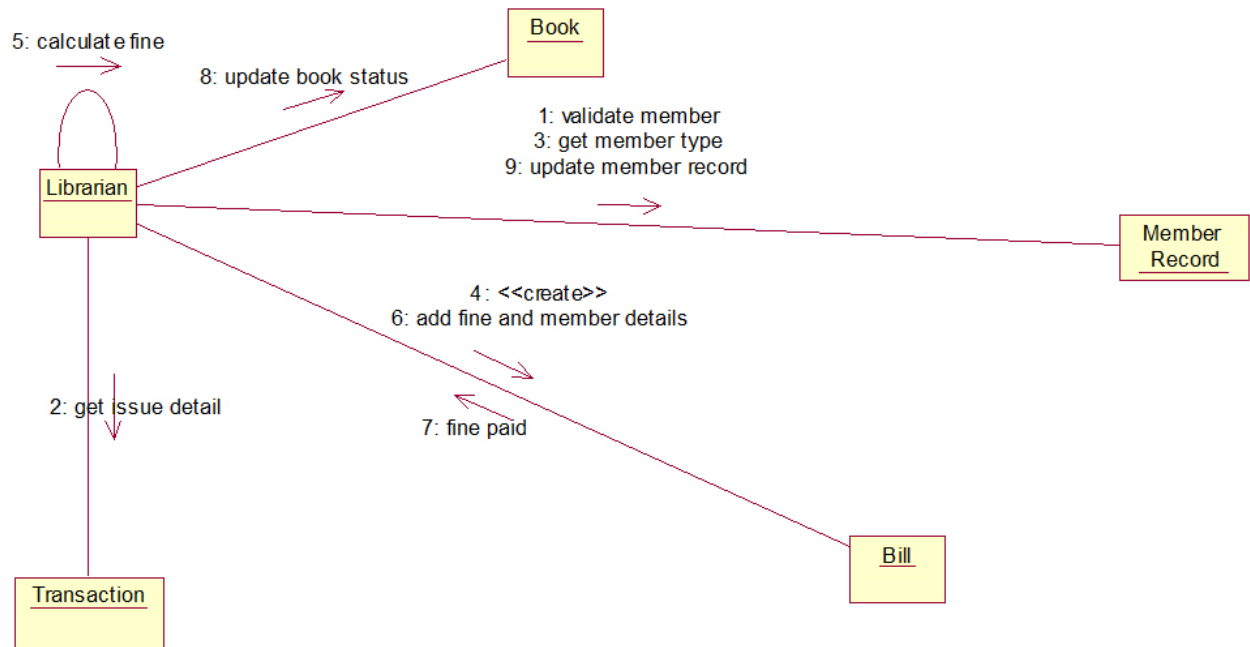 Book
5: calculate fine
8: update book status
1: validate member
3: get member type
9: update member record
Librarian
Member
Record
4: <<create>>
6: add fine and member details
2: get issue detail
7: fine paid
Bill
Transaction